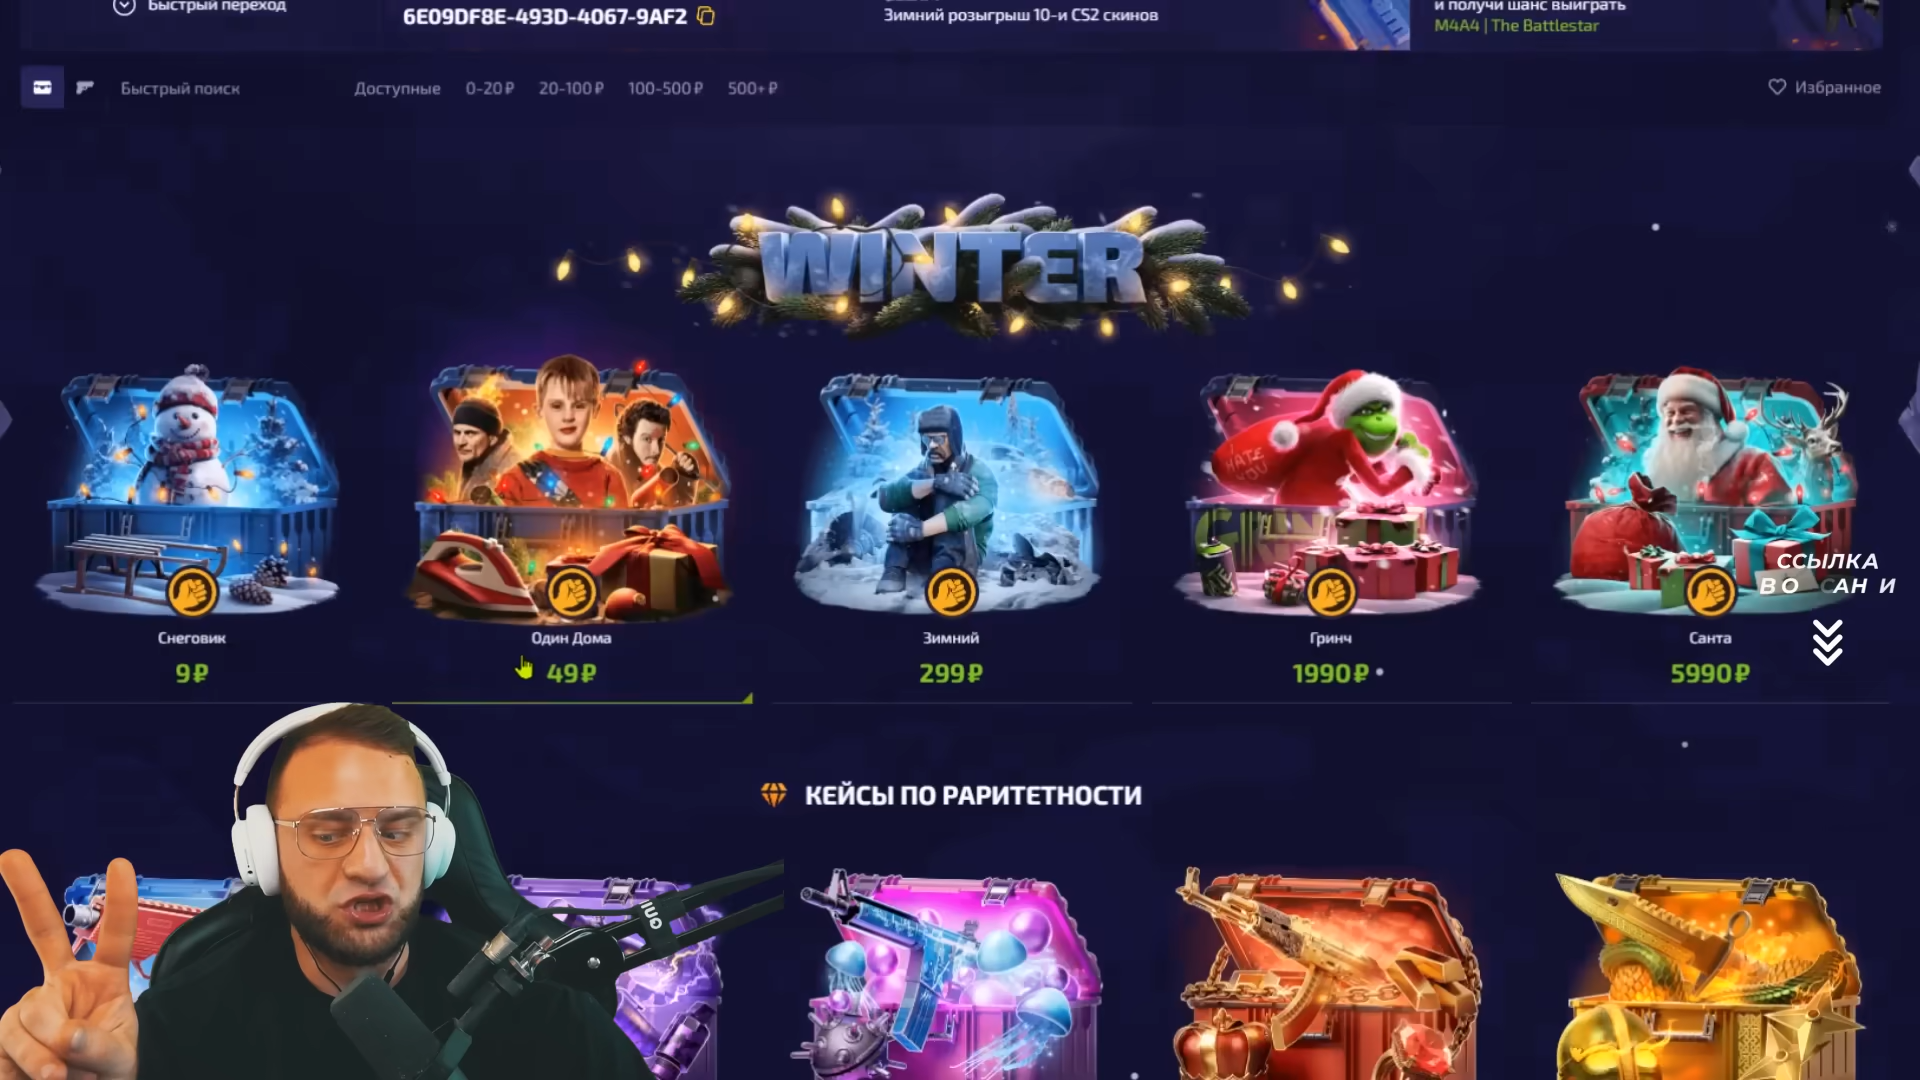 Быстрый переход
6E09DF8E-493D-4067-9AF2
Зимний розыгрыш 10-и CS2 скинов
и получи шанс выиграть
M4A4 | The Battlestar
Быстрый поиск
Доступные
0-20 ₽
20-100 ₽
100-500 ₽
500+ ₽
Избранное
WINTER
HATE
YOU
Снеговик
9 ₽
Один Дома
49 ₽
Зимний
299 ₽
Гринч
1990 ₽
Санта
5990 ₽
ССЫЛКА
КЕЙСЫ ПО РАРИТЕТНОСТИ